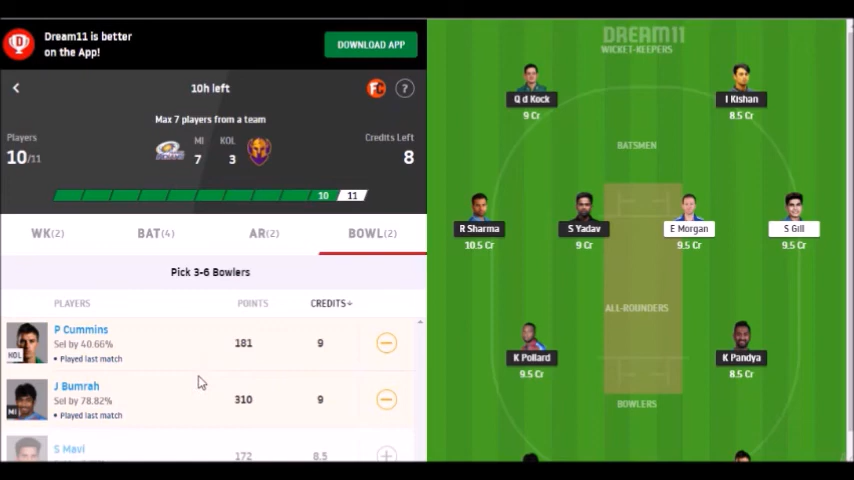 Dream11 is better
on the App!
DOWNLOAD APP
10h left
FC
?
Max 7 players from a team
Players
10/11
MI
7
KOL
3
Credits Left
8
10
11
WK(2)
BAT(4)
AR(2)
BOWL(2)
Pick 3-6 Bowlers
PLAYERS
POINTS
CREDITS
P Cummins
Sel by 40.66%
• Played last match
KOL
181
9
J Bumrah
Sel by 78.82%
• Played last match
MI
310
9
S Mavi
172
8.5
DREAM11
WICKET-KEEPERS
Q d Kock
9 Cr
I Kishan
8.5 Cr
BATSMEN
R Sharma
10.5 Cr
S Yadav
9 Cr
E Morgan
9.5 Cr
S Gill
9.5 Cr
ALL-ROUNDERS
K Pollard
9.5 Cr
K Pandya
8.5 Cr
BOWLERS